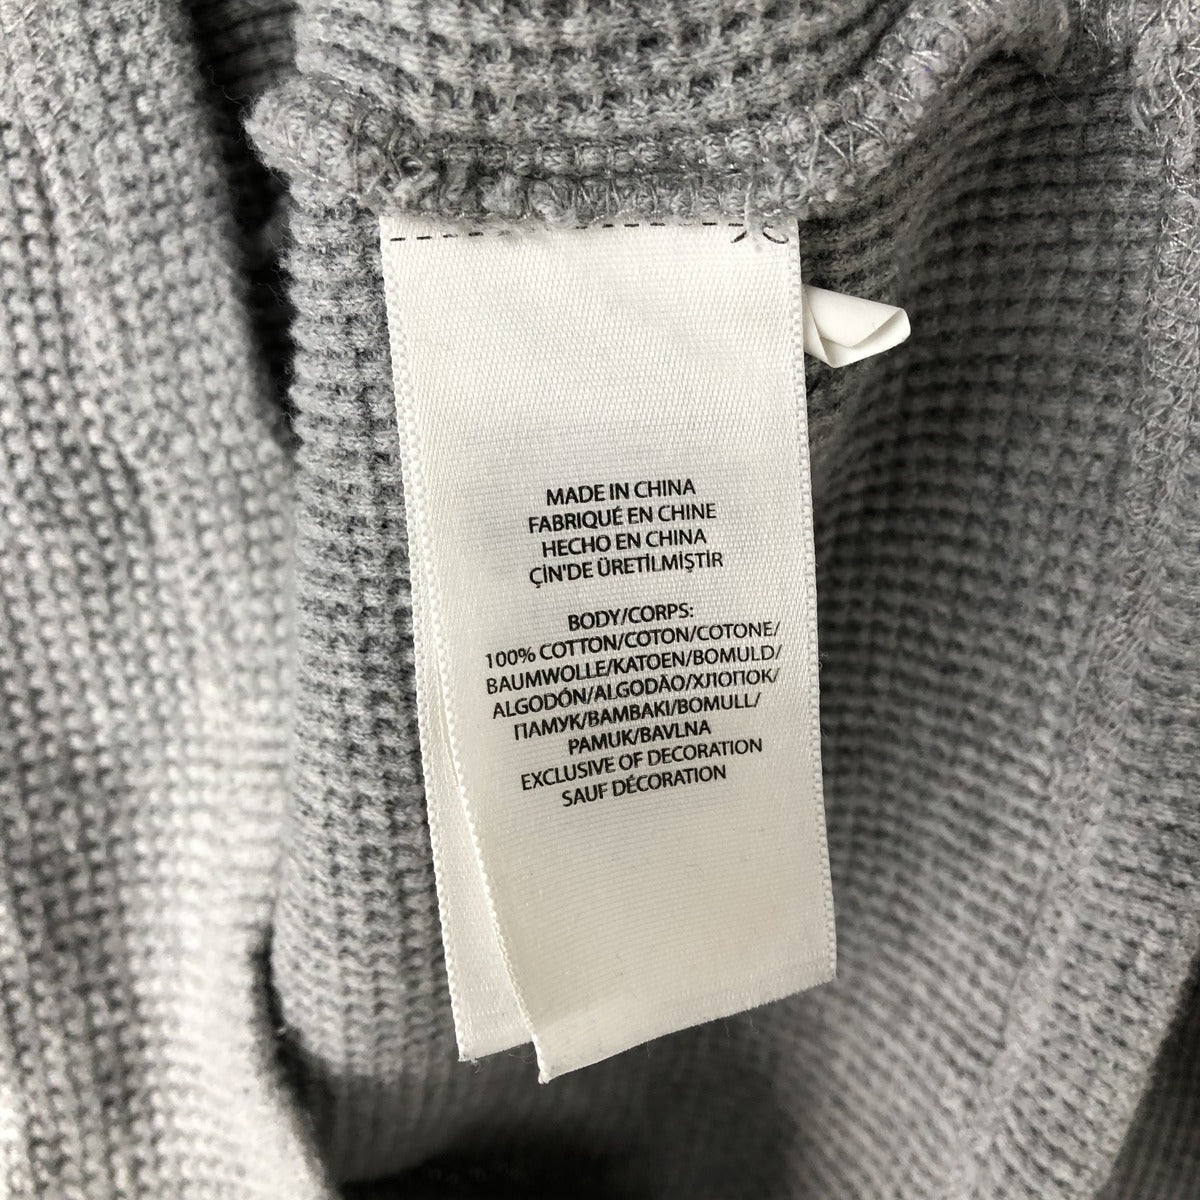 MADE IN CHINA
FABRIQUÉ EN CHINE
HECHO EN CHINA
ÇİN'DE ÜRETİLMİŞTİR
BODY/CORPS:
100% COTTON/COTON/COTONE/
BAUMWOLLE/KATOEN/BOMULD/
ALGODÓN/ALGODÃO/ХЛОПОК/
ПАМУК/BAMBAKI/BOMULL/
PAMUK/BAVLNA
EXCLUSIVE OF DECORATION
SAUF DÉCORATION